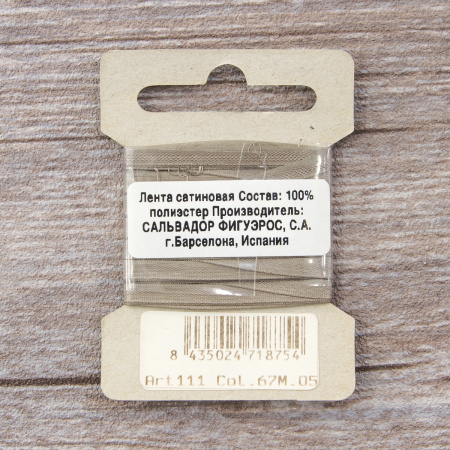 Лента сатиновая Состав: 100%
полиэстер Производитель:
САЛЬВАДОР ФИГУЭРОС, С.А.
г.Барселона, Испания
8 435024 718754
Art111 Col.67M.05